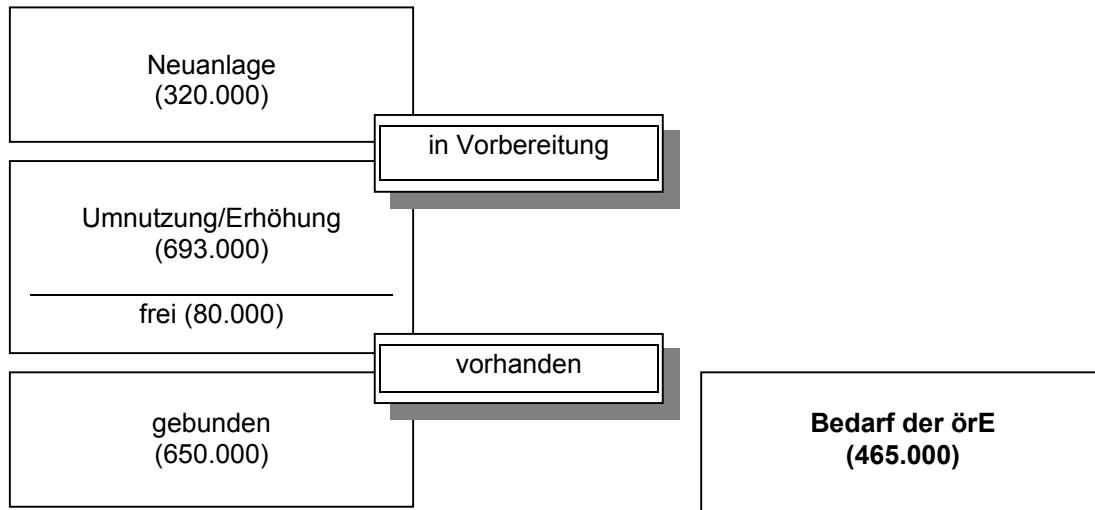 Neuanlage
(320.000)
in Vorbereitung
Umnutzung/Erhöhung
(693.000)
frei (80.000)
vorhanden
gebunden
(650.000)
Bedarf der örE
(465.000)